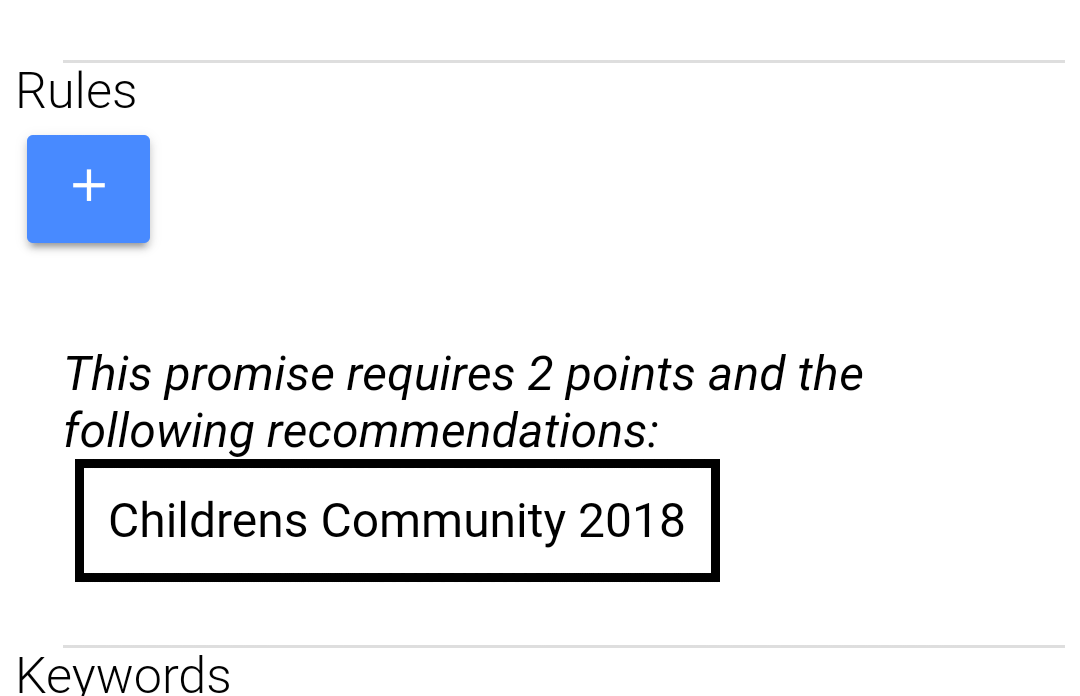 Rules
+
This promise requires 2 points and the
following recommendations:
Childrens Community 2018
Keywords